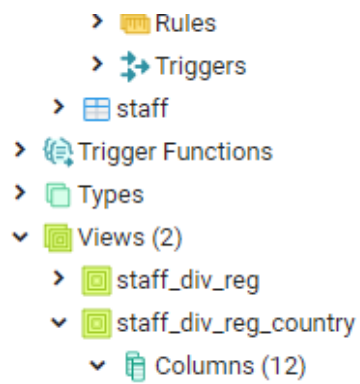 Rules
Triggers
staff
Trigger Functions
Types
Views (2)
staff_div_reg
staff_div_reg_country
Columns (12)